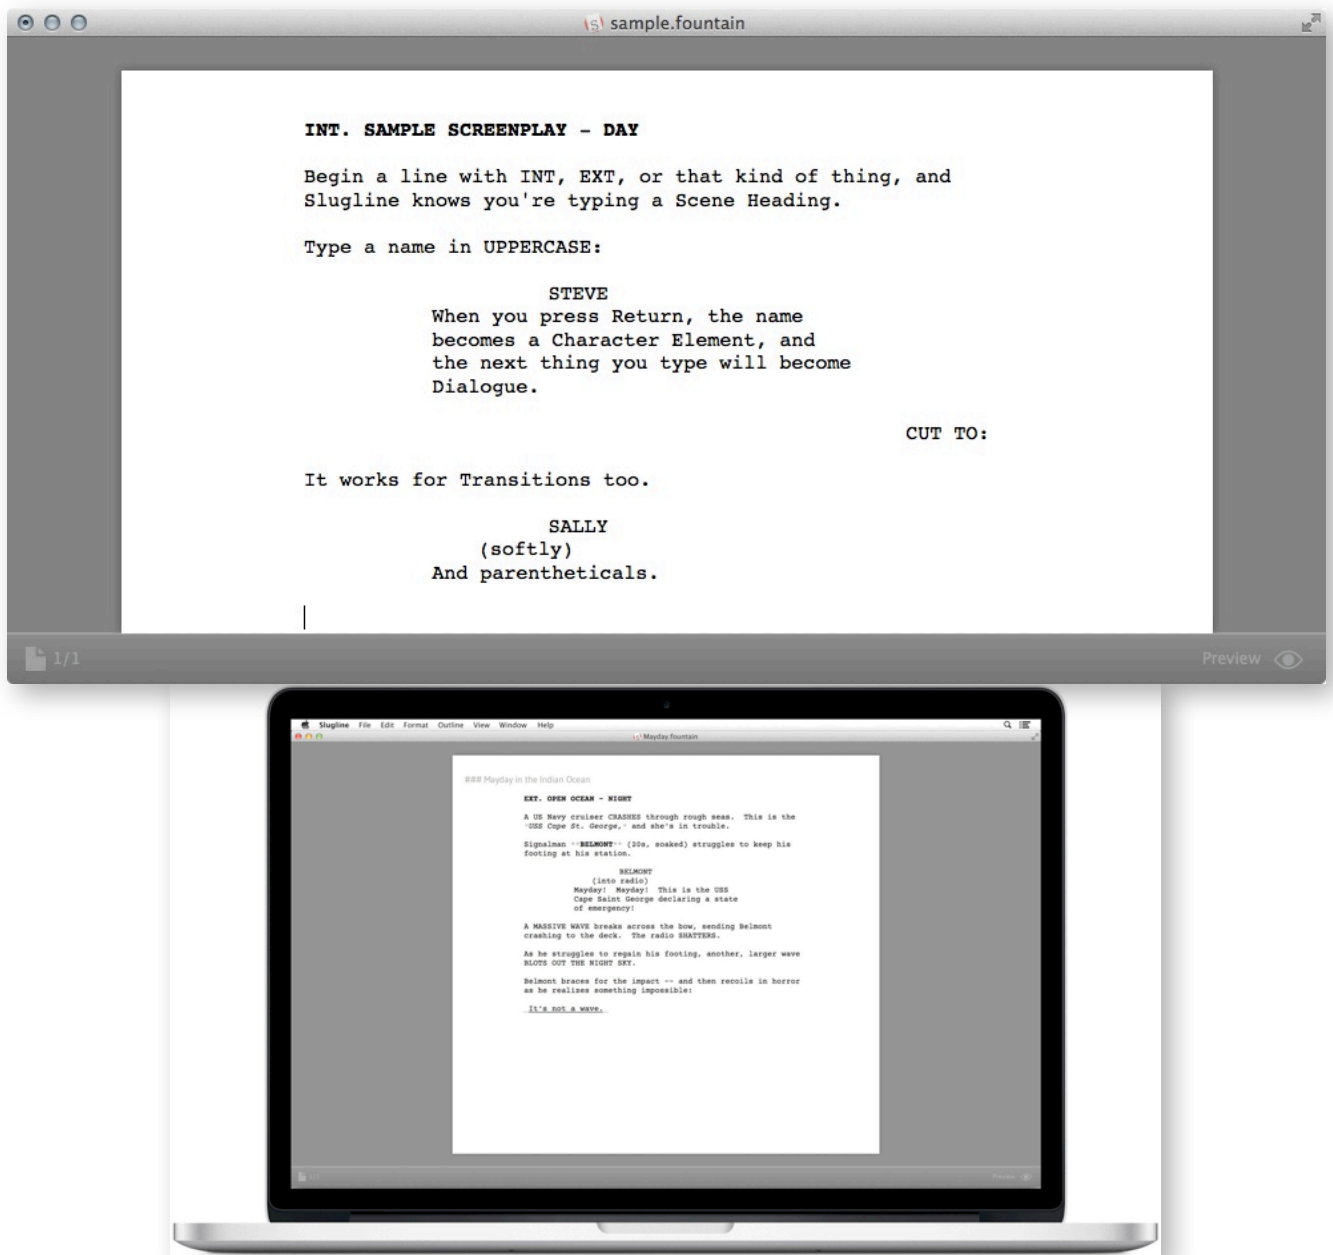 sample.fountain
INT. SAMPLE SCREENPLAY - DAY
Begin a line with INT, EXT, or that kind of thing, and
Slugline knows you're typing a Scene Heading.
Type a name in UPPERCASE:
STEVE
When you press Return, the name
becomes a Character Element, and
the next thing you type will become
Dialogue.
CUT TO:
It works for Transitions too.
SALLY
(softly)
And parentheticals.
1/1
Preview
Slugline File Edit Format Outline View Window Help
Mayday.fountain
### Mayday in the Indian Ocean
EXT. OPEN OCEAN - NIGHT
A US Navy cruiser CRASHES through rough seas. This is the
*USS Cape St. George,* and she's in trouble.
Signalman **BELMONT** (20s, soaked) struggles to keep his
footing at his station.
BELMONT
(into radio)
Mayday! Mayday! This is the USS
Cape Saint George declaring a state
of emergency!
A MASSIVE WAVE breaks across the bow, sending Belmont
crashing to the deck. The radio SHATTERS.
As he struggles to regain his footing, another, larger wave
BLOTS OUT THE NIGHT SKY.
Belmont braces for the impact -- and then recoils in horror
as he realizes something impossible:
_It's not a wave._
1/1
Preview